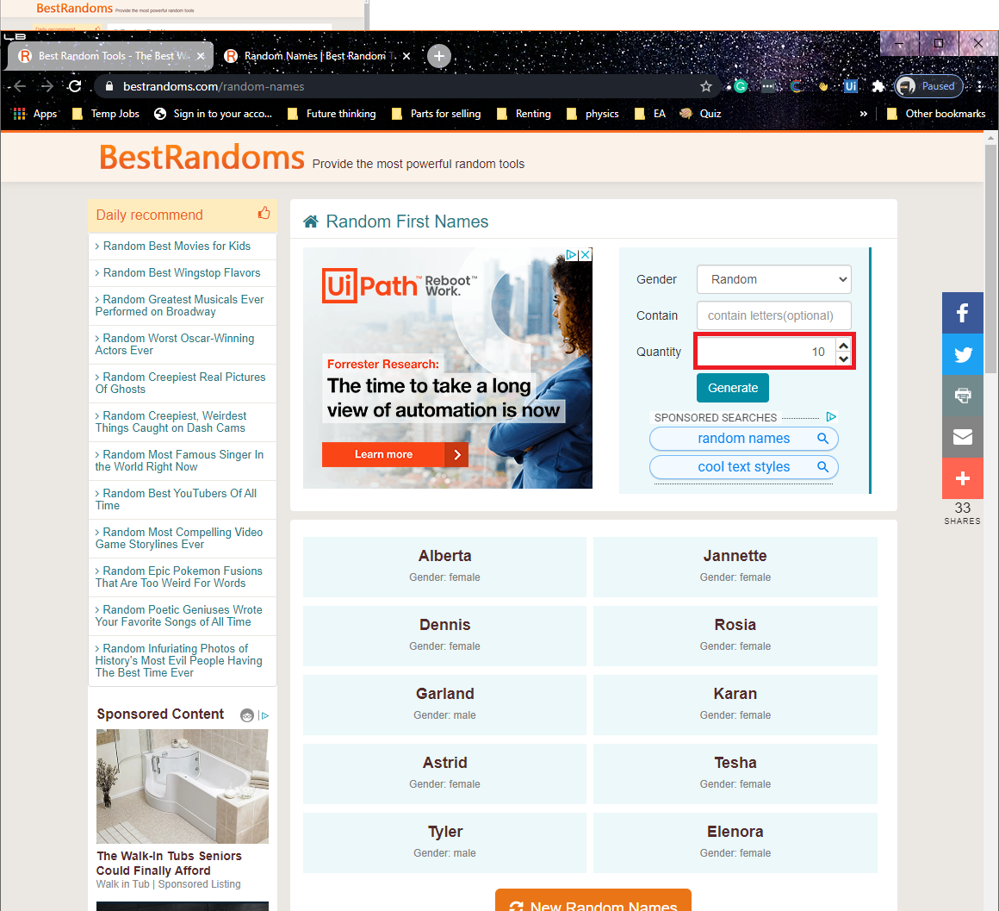 BestRandoms Provide the most powerful random tools
Daily recommend
Best Random Tools - The Best W
Random Names | Best Random T
bestrandoms.com/random-names
Paused
Apps
Temp Jobs
Sign in to your acco...
Future thinking
Parts for selling
Renting
physics
EA
Quiz
»
Other bookmarks
BestRandoms Provide the most powerful random tools
Daily recommend
> Random Best Movies for Kids
> Random Best Wingstop Flavors
> Random Greatest Musicals Ever
Performed on Broadway
> Random Worst Oscar-Winning
Actors Ever
> Random Creepiest Real Pictures
Of Ghosts
> Random Creepiest, Weirdest
Things Caught on Dash Cams
> Random Most Famous Singer In
the World Right Now
> Random Best YouTubers Of All
Time
> Random Most Compelling Video
Game Storylines Ever
> Random Epic Pokemon Fusions
That Are Too Weird For Words
> Random Poetic Geniuses Wrote
Your Favorite Songs of All Time
> Random Infuriating Photos of
History's Most Evil People Having
The Best Time Ever
Sponsored Content
The Walk-In Tubs Seniors
Could Finally Afford
Walk in Tub | Sponsored Listing
Random First Names
UiPath™ Reboot™
Work.
Forrester Research:
The time to take a long
view of automation is now
Learn more
Gender Random
Contain contain letters(optional)
Quantity 10
Generate
SPONSORED SEARCHES
random names
cool text styles
33
SHARES
Alberta
Gender: female
Jannette
Gender: female
Dennis
Gender: female
Rosia
Gender: female
Garland
Gender: male
Karan
Gender: female
Astrid
Gender: female
Tesha
Gender: female
Tyler
Gender: male
Elenora
Gender: female
New Random Names